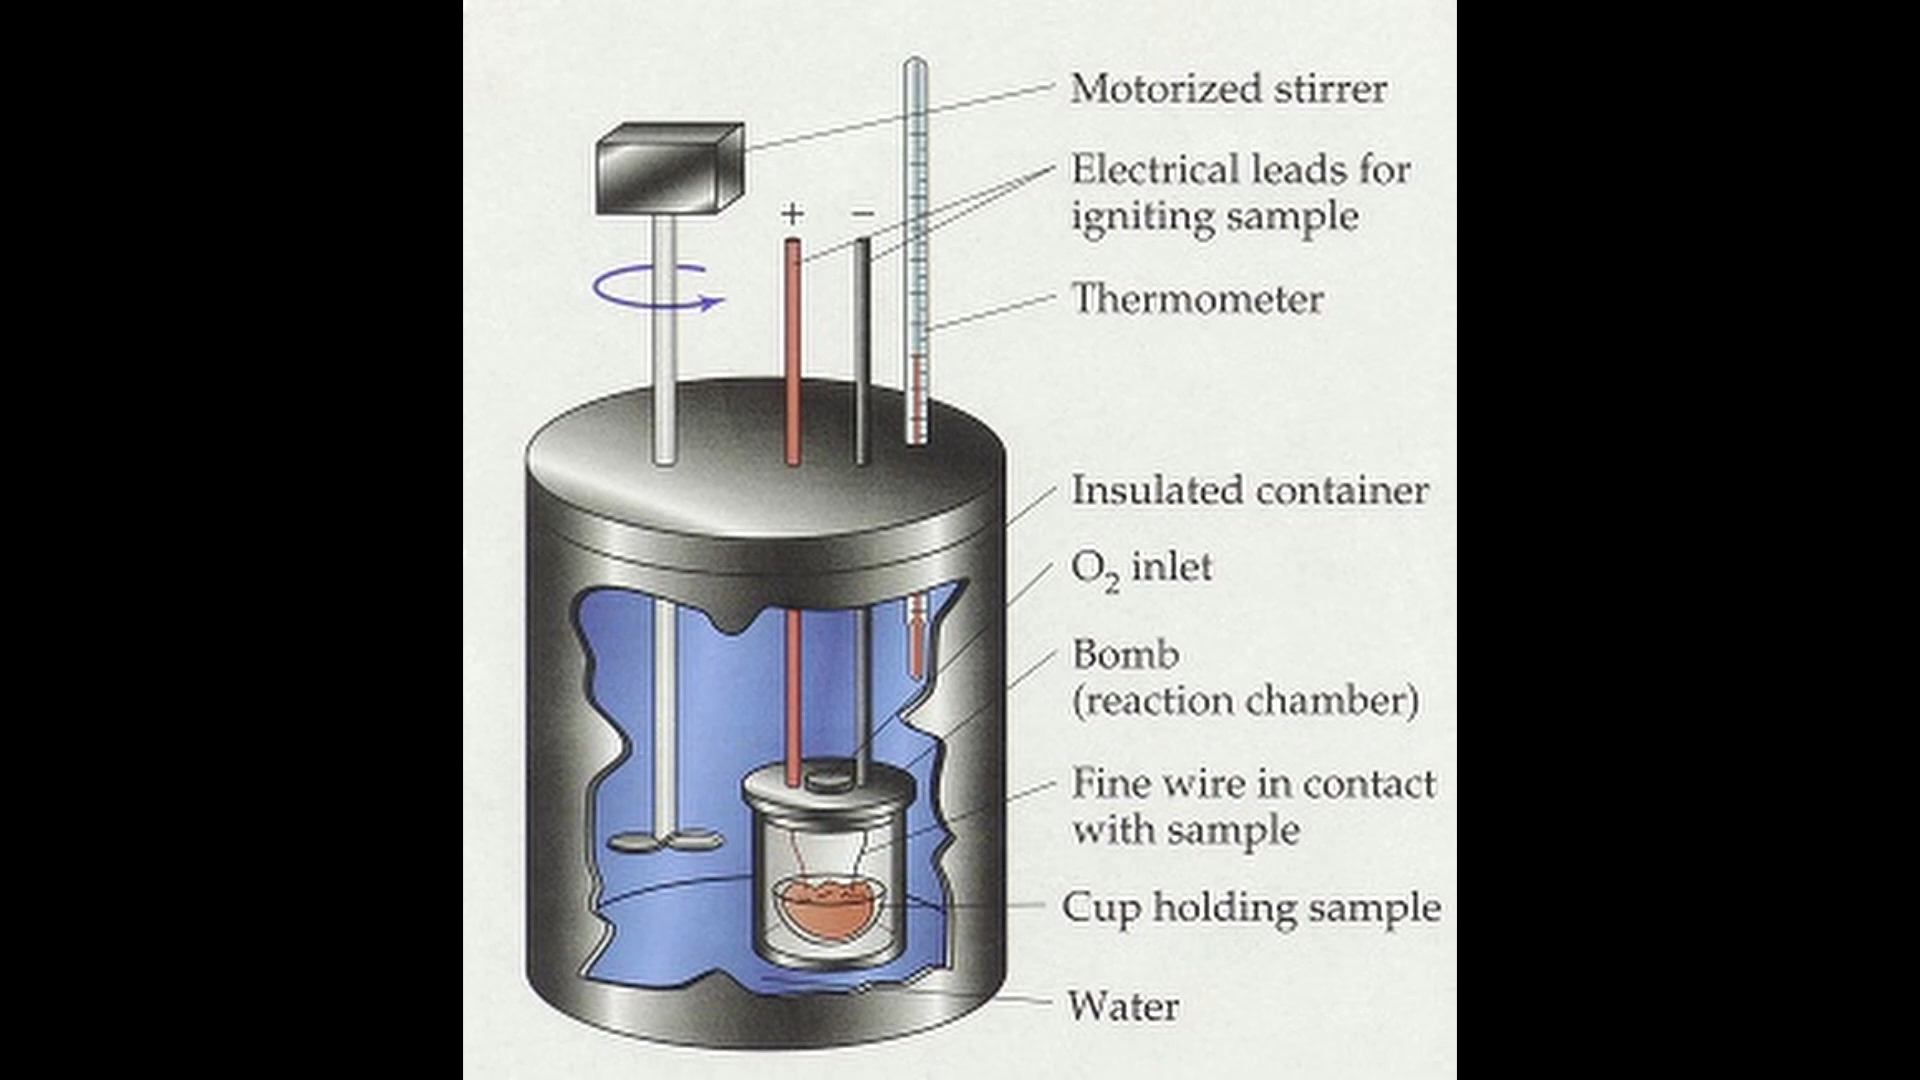 Motorized stirrer
Electrical leads for
igniting sample
+ −
Thermometer
Insulated container
O₂ inlet
Bomb
(reaction chamber)
Fine wire in contact
with sample
Cup holding sample
Water